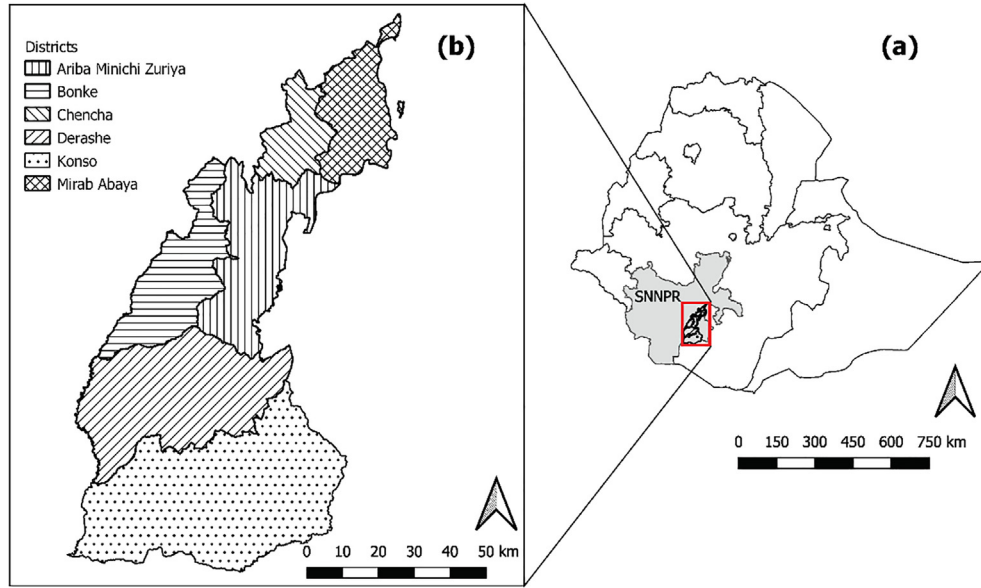 (b)
Districts
Ariba Minichi Zuriya
Bonke
Chencha
Derashe
Konso
Mirab Abaya
0 10 20 30 40 50 km
(a)
SNNPR
0 150 300 450 600 750 km